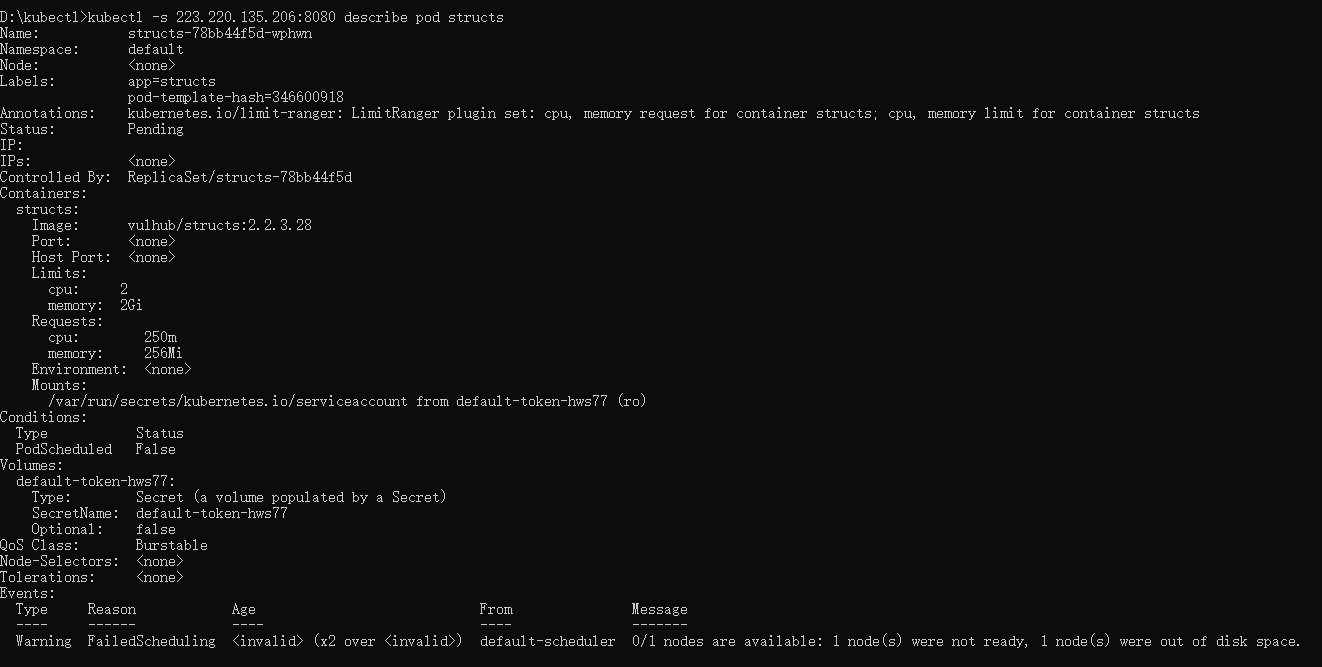 D:\kubectl>kubectl -s 223.220.135.206:8080 describe pod structs
Name:           structs-78bb44f5d-wphwn
Namespace:      default
Node:           <none>
Labels:         app=structs
                pod-template-hash=346600918
Annotations:    kubernetes.io/limit-ranger: LimitRanger plugin set: cpu, memory request for container structs; cpu, memory limit for container structs
Status:         Pending
IP:
IPs:            <none>
Controlled By:  ReplicaSet/structs-78bb44f5d
Containers:
  structs:
    Image:      vulhub/structs:2.2.3.28
    Port:       <none>
    Host Port:  <none>
    Limits:
      cpu:     2
      memory:  2Gi
    Requests:
      cpu:        250m
      memory:     256Mi
    Environment:  <none>
    Mounts:
      /var/run/secrets/kubernetes.io/serviceaccount from default-token-hws77 (ro)
Conditions:
  Type           Status
  PodScheduled   False
Volumes:
  default-token-hws77:
    Type:        Secret (a volume populated by a Secret)
    SecretName:  default-token-hws77
    Optional:    false
QoS Class:       Burstable
Node-Selectors:  <none>
Tolerations:     <none>
Events:
  Type     Reason            Age                          From               Message
  ----     ------            ----                         ----               -------
  Warning  FailedScheduling  <invalid> (x2 over <invalid>)  default-scheduler  0/1 nodes are available: 1 node(s) were not ready, 1 node(s) were out of disk space.